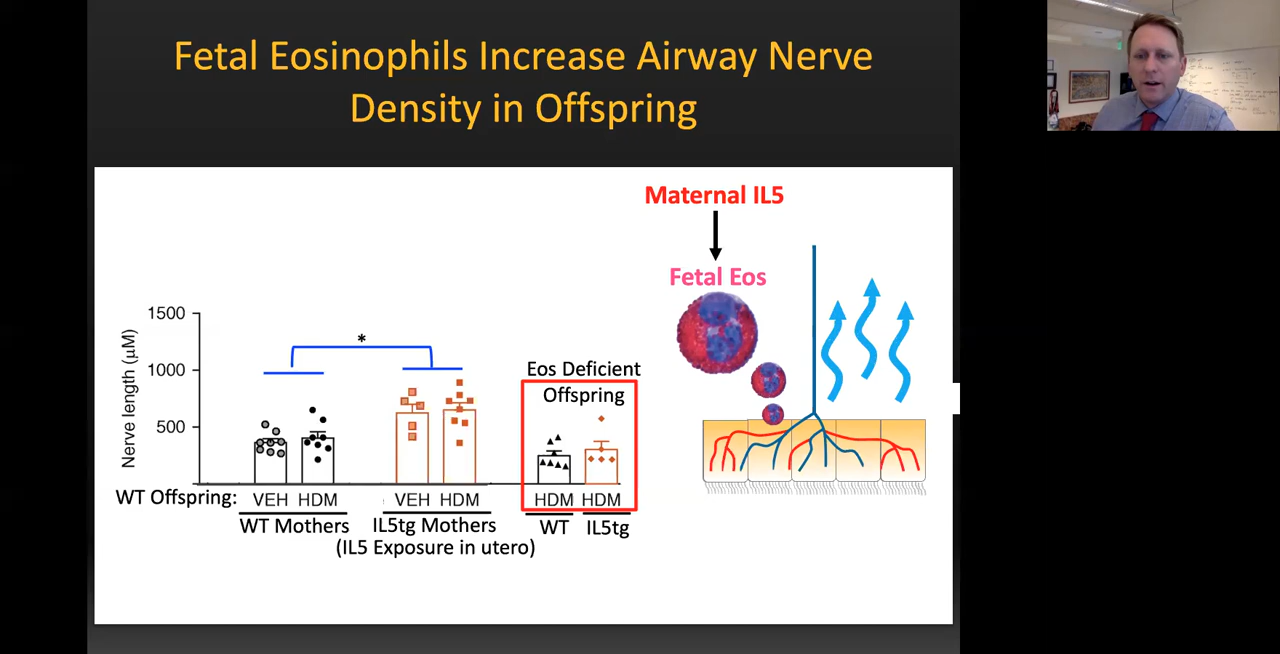 Fetal Eosinophils Increase Airway Nerve
Density in Offspring
Maternal IL5
Fetal Eos
Nerve length (μM)
1500
1000
500
*
Eos Deficient
Offspring
WT Offspring:
VEH HDM
VEH HDM
HDM HDM
WT Mothers
IL5tg Mothers
(IL5 Exposure in utero)
WT
IL5tg